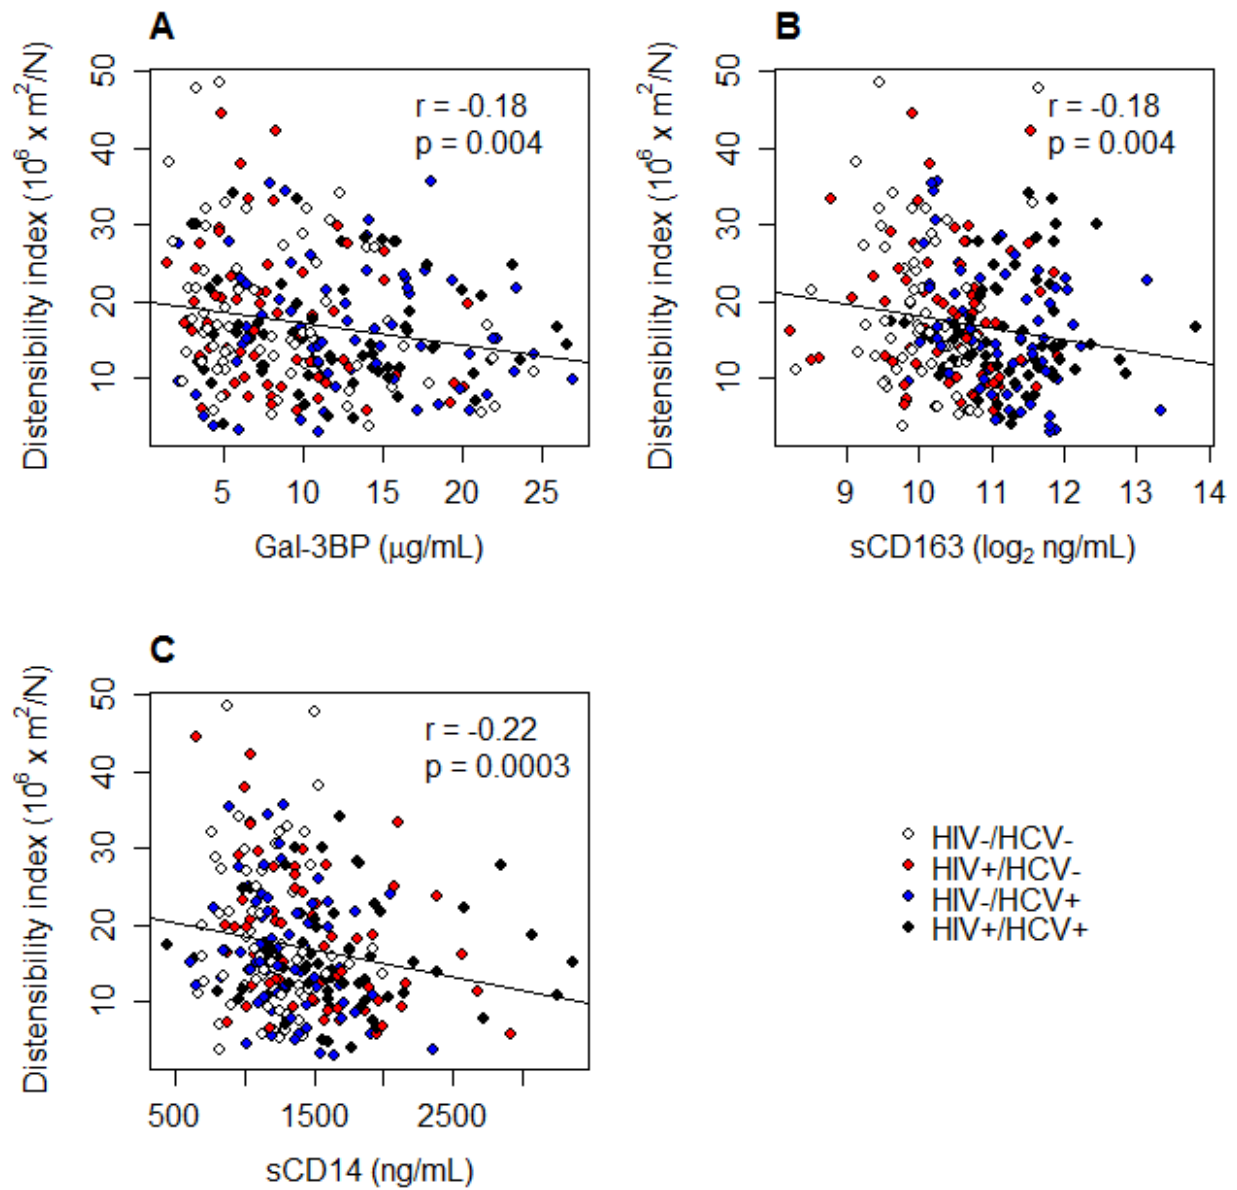 A
Distensibility index (10⁶ x m²/N)
50
40
30
20
10
r = -0.18
p = 0.004
5 10 15 20 25
Gal-3BP (μg/mL)
B
Distensibility index (10⁶ x m²/N)
50
40
30
20
10
r = -0.18
p = 0.004
9 10 11 12 13 14
sCD163 (log₂ ng/mL)
C
Distensibility index (10⁶ x m²/N)
50
40
30
20
10
r = -0.22
p = 0.0003
500 1500 2500
sCD14 (ng/mL)
HIV-/HCV-
HIV+/HCV-
HIV-/HCV+
HIV+/HCV+